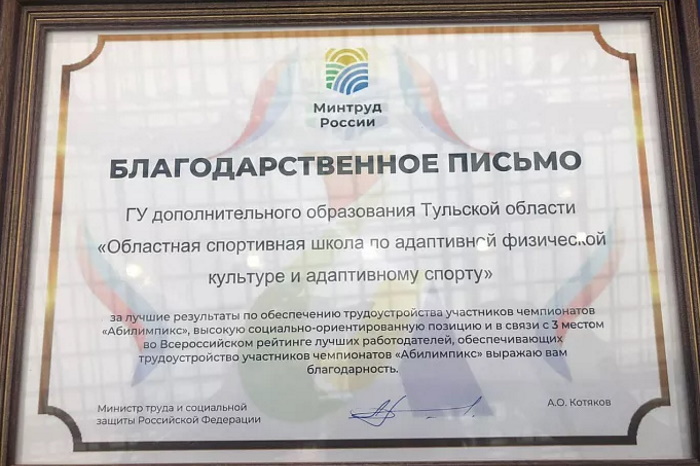 Минтруд
России
БЛАГОДАРСТВЕННОЕ ПИСЬМО
ГУ дополнительного образования Тульской области
«Областная спортивная школа по адаптивной физической
культуре и адаптивному спорту»
за лучшие результаты по обеспечению трудоустройства участников чемпионатов
«Абилимпикс», высокую социально-ориентированную позицию и в связи с 3 местом
во Всероссийском рейтинге лучших работодателей, обеспечивающих
трудоустройство участников чемпионатов «Абилимпикс» выражаю вам
благодарность.
Министр труда и социальной
защиты Российской Федерации
А.О. Котяков